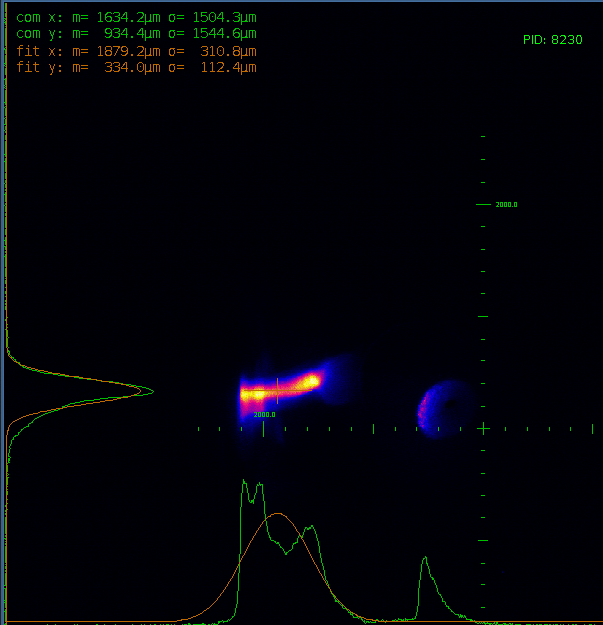 com x: m= 1634.2µm σ= 1504.3µm
com y: m= 934.4µm σ= 1544.6µm
fit x: m= 1879.2µm σ= 310.8µm
fit y: m= 334.0µm σ= 112.4µm
PID: 8230
2000.0
2000.0